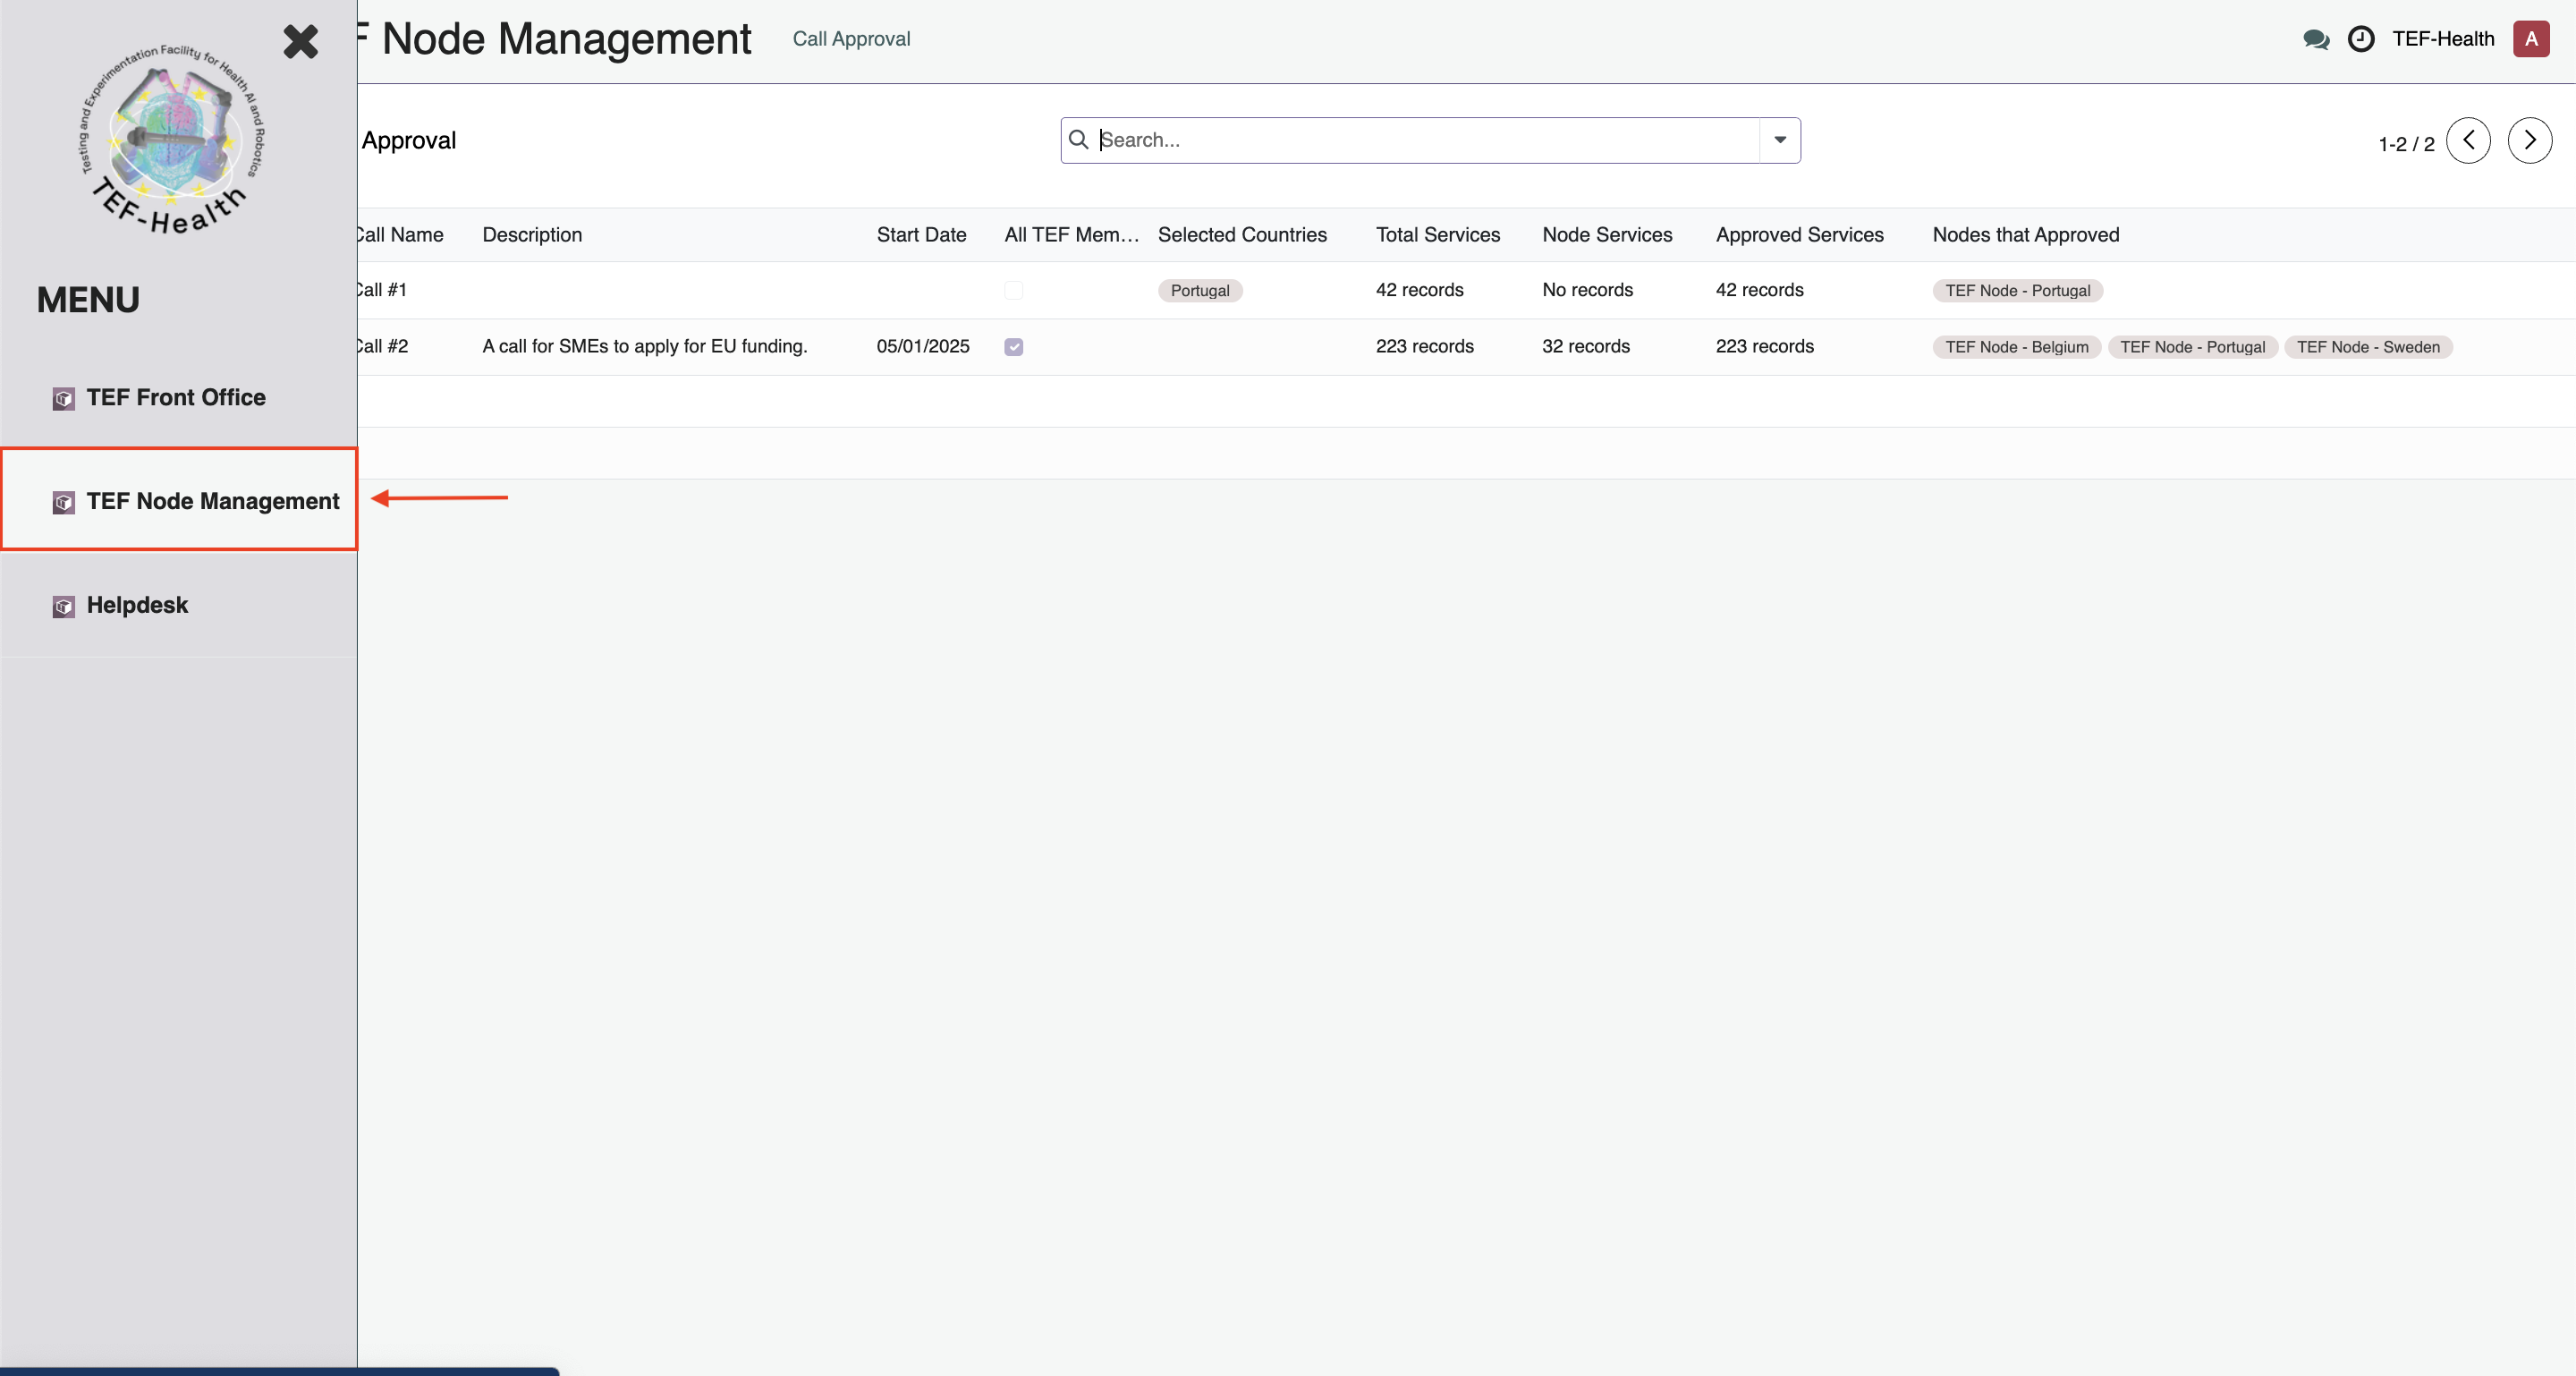 Testing and Experimentation Facility for Health AI and Robotics
TEF-Health
MENU
TEF Front Office
TEF Node Management
Helpdesk
F Node Management
Call Approval
TEF-Health
A
Approval
Search...
1-2 / 2
Call Name Description Start Date All TEF Mem... Selected Countries Total Services Node Services Approved Services Nodes that Approved
Call #1 Portugal 42 records No records 42 records TEF Node - Portugal
Call #2 A call for SMEs to apply for EU funding. 05/01/2025 223 records 32 records 223 records TEF Node - Belgium TEF Node - Portugal TEF Node - Sweden